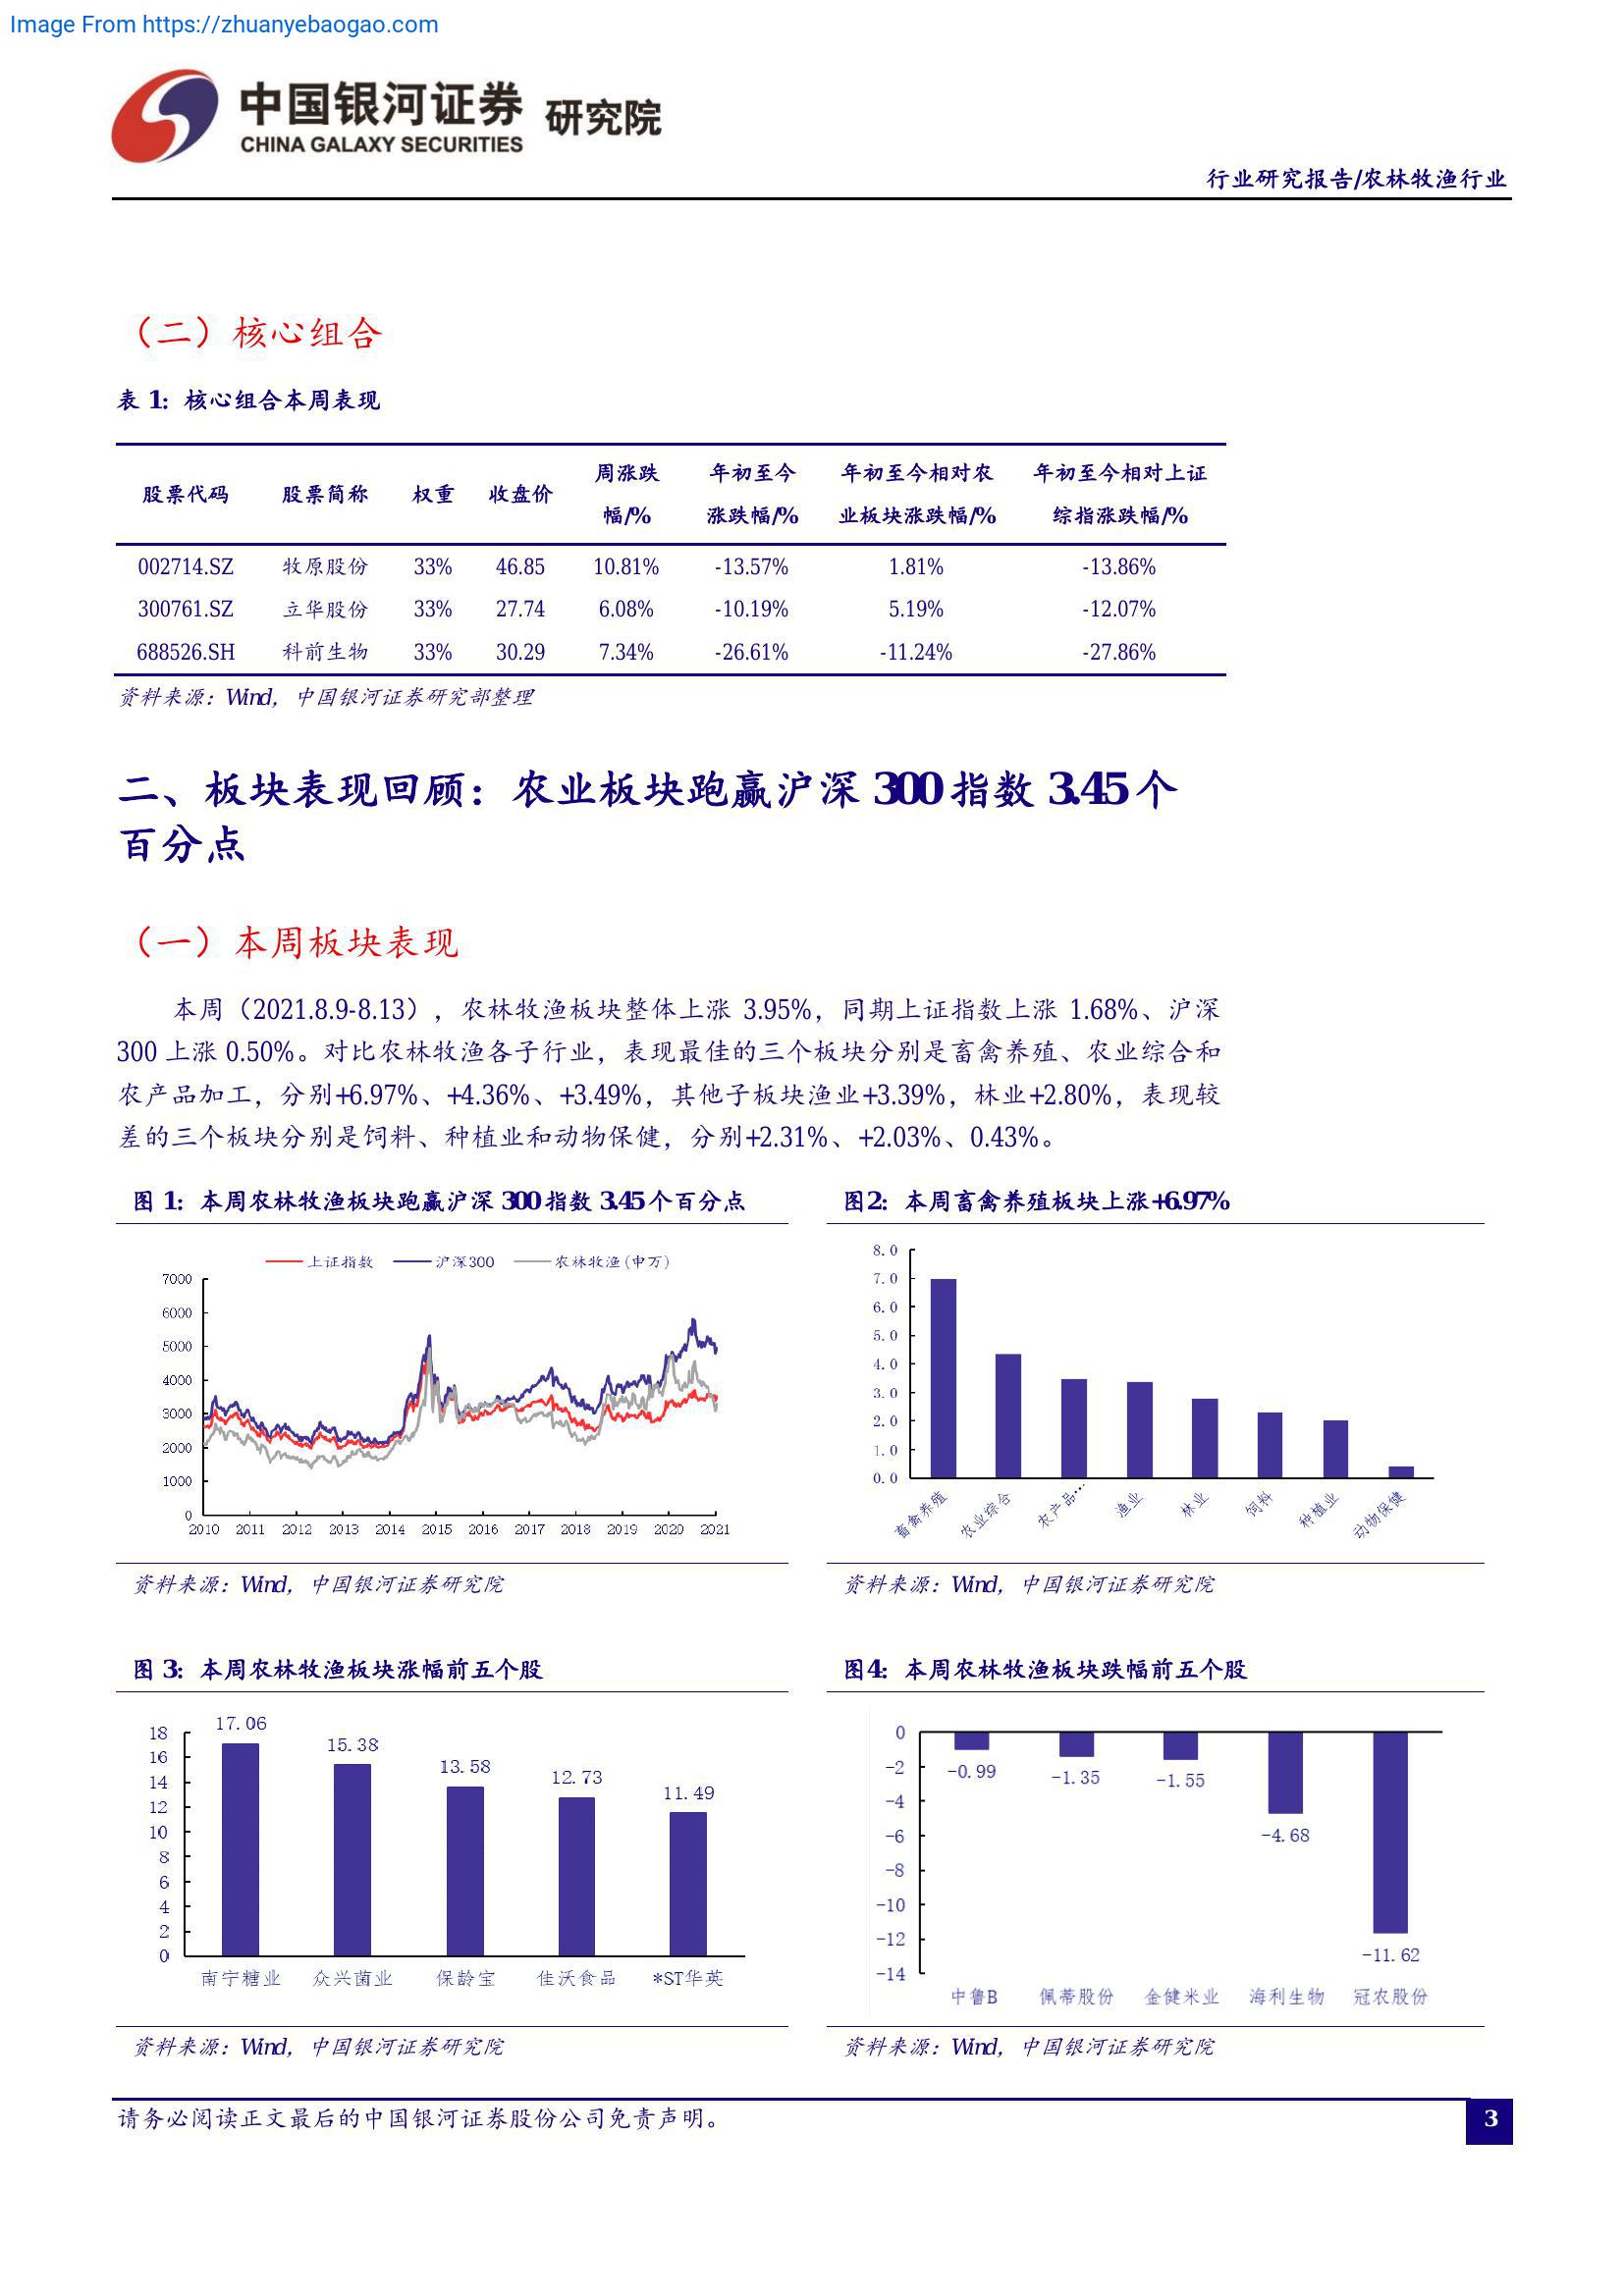 Image From https://zhuanyebaogao.com
中国银河证券 研究院
CHINA GALAXY SECURITIES
行业研究报告/农林牧渔行业
（二）核心组合
表 1: 核心组合本周表现
股票代码 股票简称 权重 收盘价 周涨跌幅/% 年初至今涨跌幅/% 年初至今相对农业板块涨跌幅/% 年初至今相对上证综指涨跌幅/%
002714.SZ 牧原股份 33% 46.85 10.81% -13.57% 1.81% -13.86%
300761.SZ 立华股份 33% 27.74 6.08% -10.19% 5.19% -12.07%
688526.SH 科前生物 33% 30.29 7.34% -26.61% -11.24% -27.86%
资料来源：Wind，中国银河证券研究部整理
二、板块表现回顾：农业板块跑赢沪深 300 指数 3.45 个
百分点
（一）本周板块表现
本周（2021.8.9-8.13），农林牧渔板块整体上涨 3.95%，同期上证指数上涨 1.68%、沪深
300 上涨 0.50%。对比农林牧渔各子行业，表现最佳的三个板块分别是畜禽养殖、农业综合和
农产品加工，分别+6.97%、+4.36%、+3.49%，其他子板块渔业+3.39%，林业+2.80%，表现较
差的三个板块分别是饲料、种植业和动物保健，分别+2.31%、+2.03%、0.43%。
图 1: 本周农林牧渔板块跑赢沪深 300 指数 3.45 个百分点
上证指数 沪深300 农林牧渔(申万)
7000
6000
5000
4000
3000
2000
1000
0
2010 2011 2012 2013 2014 2015 2016 2017 2018 2019 2020 2021
资料来源：Wind，中国银河证券研究院
图2: 本周畜禽养殖板块上涨+6.97%
8.0
7.0
6.0
5.0
4.0
3.0
2.0
1.0
0.0
畜禽养殖 农业综合 农产品… 渔业 林业 饲料 种植业 动物保健
资料来源：Wind，中国银河证券研究院
图 3: 本周农林牧渔板块涨幅前五个股
18
16
14
12
10
8
6
4
2
0
17.06 15.38 13.58 12.73 11.49
南宁糖业 众兴菌业 保龄宝 佳沃食品 *ST华英
资料来源：Wind，中国银河证券研究院
图4: 本周农林牧渔板块跌幅前五个股
0
-2
-4
-6
-8
-10
-12
-14
-0.99 -1.35 -1.55 -4.68 -11.62
中鲁B 佩蒂股份 金健米业 海利生物 冠农股份
资料来源：Wind，中国银河证券研究院
请务必阅读正文最后的中国银河证券股份公司免责声明。
3